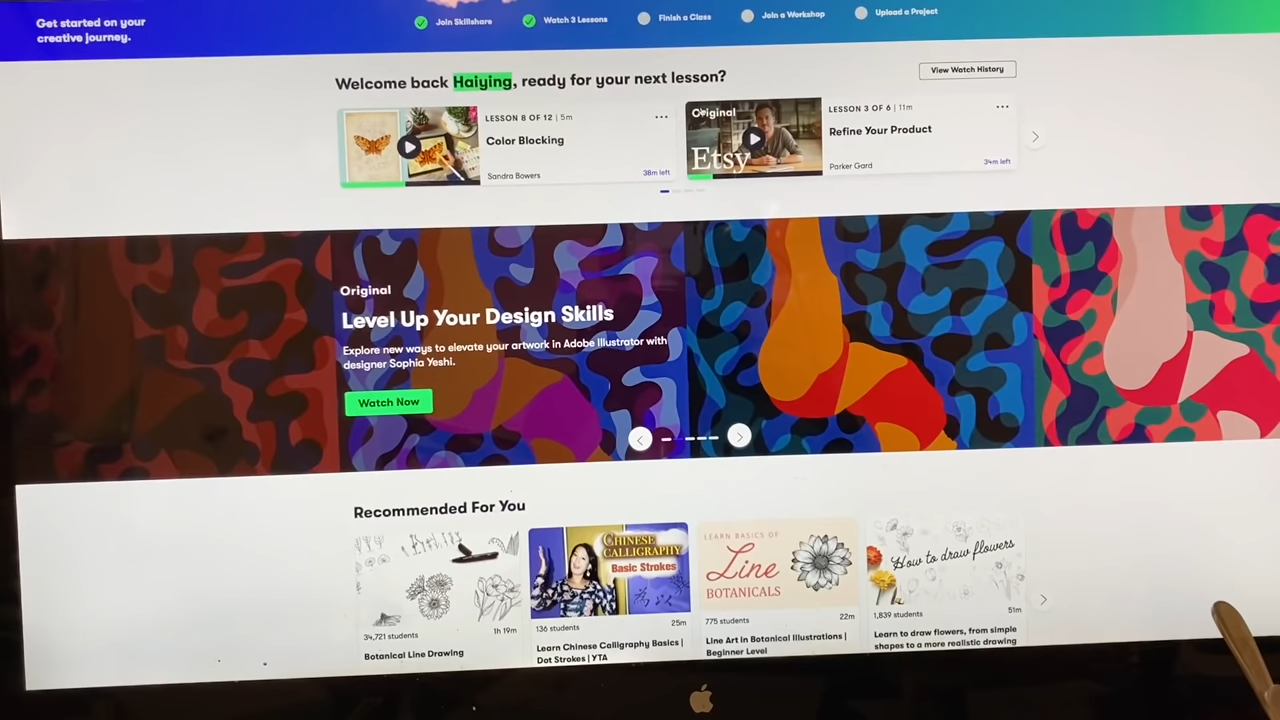 Get started on your
creative journey.
Join Skillshare
Watch 3 Lessons
Finish a Class
Join a Workshop
Upload a Project
Welcome back Haiying, ready for your next lesson?
View Watch History
LESSON 8 OF 12 | 5m
Color Blocking
Sandra Bowers
38m left
Original
Etsy
LESSON 3 OF 6 | 11m
Refine Your Product
Parker Gard
34m left
Original
Level Up Your Design Skills
Explore new ways to elevate your artwork in Adobe Illustrator with
designer Sophia Yeshi.
Watch Now
Recommended For You
34,721 students
1h 19m
Botanical Line Drawing
CHINESE
CALLIGRAPHY
Basic Strokes
為以
136 students
25m
Learn Chinese Calligraphy Basics |
Dot Strokes | YTA
LEARN BASICS OF
Line
BOTANICALS
775 students
22m
Line Art in Botanical Illustrations |
Beginner Level
How to draw flowers
1,839 students
51m
Learn to draw flowers, from simple
shapes to a more realistic drawing